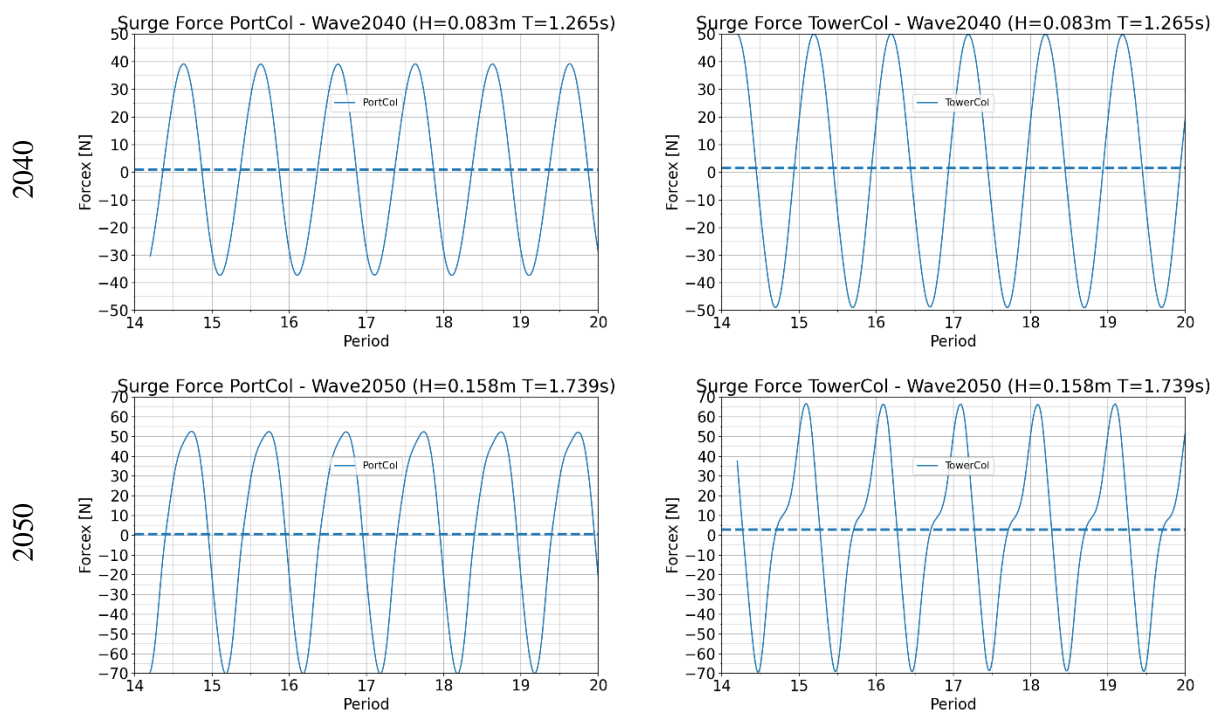 Surge Force PortCol - Wave2040 (H=0.083m T=1.265s)
Surge Force TowerCol - Wave2040 (H=0.083m T=1.265s)
2040
Forcex [N]
50
40
30
20
10
0
−10
−20
−30
−40
−50
PortCol
14 15 16 17 18 19 20
Period
Forcex [N]
50
40
30
20
10
0
−10
−20
−30
−40
−50
TowerCol
14 15 16 17 18 19 20
Period
Surge Force PortCol - Wave2050 (H=0.158m T=1.739s)
Surge Force TowerCol - Wave2050 (H=0.158m T=1.739s)
2050
Forcex [N]
70
60
50
40
30
20
10
0
−10
−20
−30
−40
−50
−60
−70
PortCol
14 15 16 17 18 19 20
Period
Forcex [N]
70
60
50
40
30
20
10
0
−10
−20
−30
−40
−50
−60
−70
TowerCol
14 15 16 17 18 19 20
Period